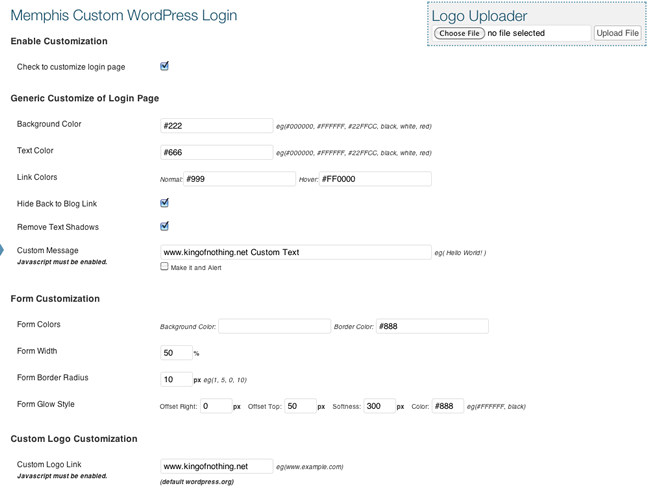 Memphis Custom WordPress Login
Logo Uploader
Choose File no file selected Upload File
Enable Customization
Check to customize login page
Generic Customize of Login Page
Background Color #222 eg(#000000, #FFFFFF, #22FFCC, black, white, red)
Text Color #666 eg(#000000, #FFFFFF, #22FFCC, black, white, red)
Link Colors Normal: #999 Hover: #FF0000
Hide Back to Blog Link
Remove Text Shadows
Custom Message www.kingofnothing.net Custom Text eg( Hello World! )
Javascript must be enabled.
Make it and Alert
Form Customization
Form Colors Background Color: Border Color: #888
Form Width 50 %
Form Border Radius 10 px eg(1, 5, 0, 10)
Form Glow Style Offset Right: 0 px Offset Top: 50 px Softness: 300 px Color: #888 eg(#FFFFFF, black)
Custom Logo Customization
Custom Logo Link www.kingofnothing.net eg(www.example.com)
Javascript must be enabled. (default wordpress.org)